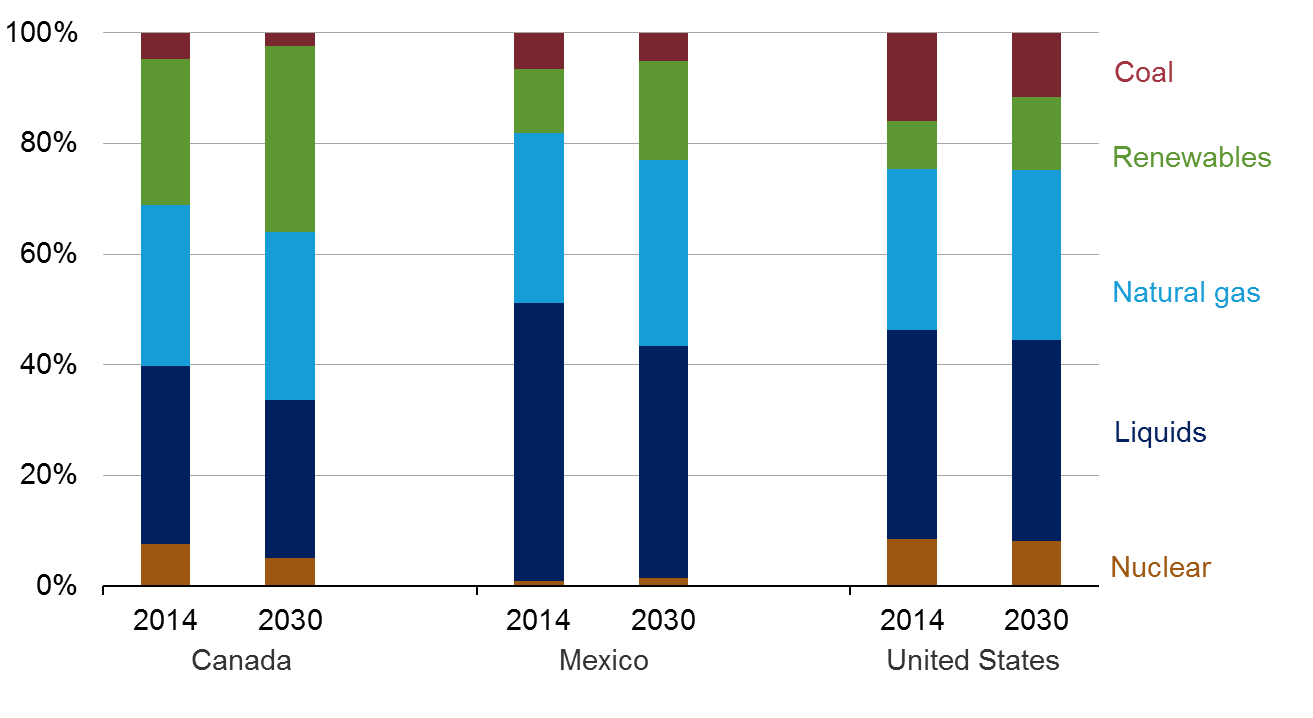 100%
80%
60%
40%
20%
0%
Coal
Renewables
Natural gas
Liquids
Nuclear
2014 2030 2014 2030 2014 2030
Canada Mexico United States